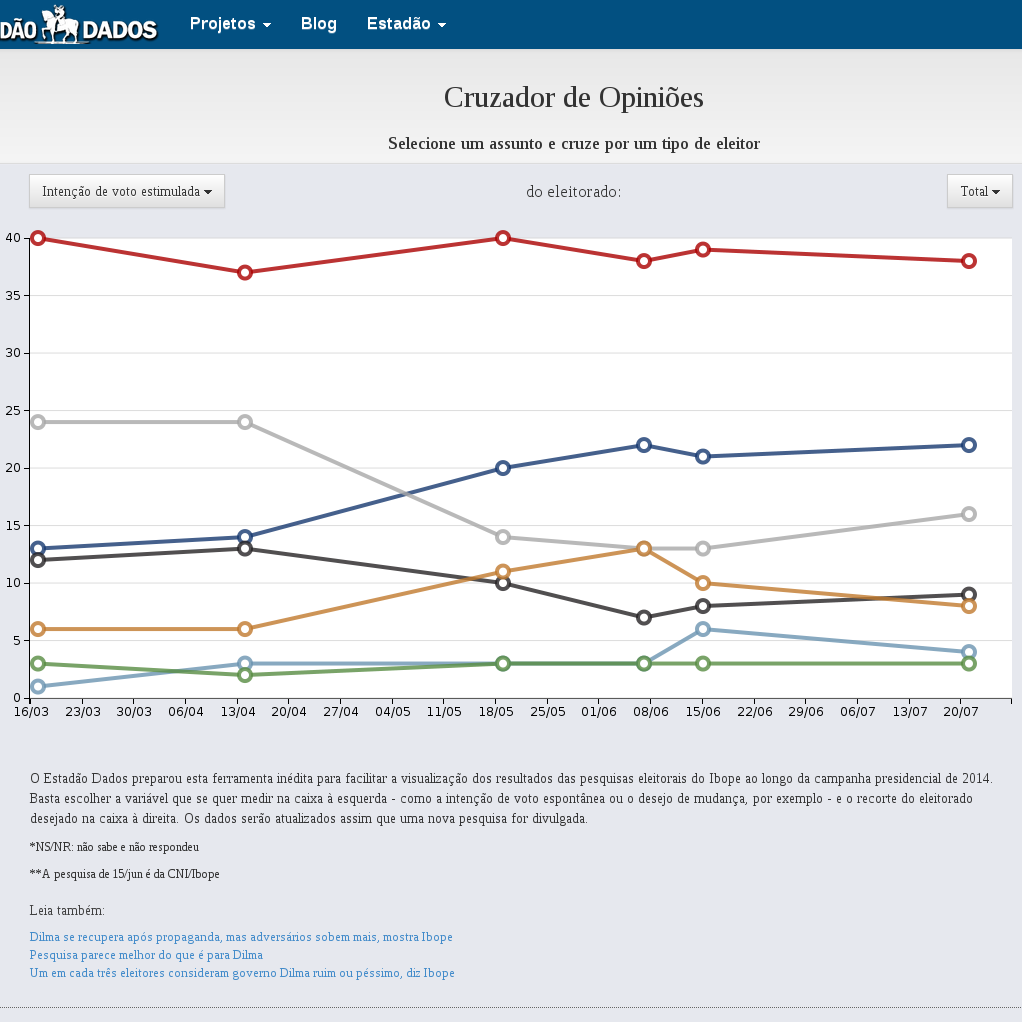 DÃO DADOS
Projetos Blog Estadão
Cruzador de Opiniões
Selecione um assunto e cruze por um tipo de eleitor
Intenção de voto estimulada do eleitorado: Total
40
35
30
25
20
15
10
5
0
16/03 23/03 30/03 06/04 13/04 20/04 27/04 04/05 11/05 18/05 25/05 01/06 08/06 15/06 22/06 29/06 06/07 13/07 20/07
O Estadão Dados preparou esta ferramenta inédita para facilitar a visualização dos resultados das pesquisas eleitorais do Ibope ao longo da campanha presidencial de 2014.
Basta escolher a variável que se quer medir na caixa à esquerda - como a intenção de voto espontânea ou o desejo de mudança, por exemplo - e o recorte do eleitorado
desejado na caixa à direita. Os dados serão atualizados assim que uma nova pesquisa for divulgada.
*NS/NR: não sabe e não respondeu
**A pesquisa de 15/jun é da CNI/Ibope
Leia também:
Dilma se recupera após propaganda, mas adversários sobem mais, mostra Ibope
Pesquisa parece melhor do que é para Dilma
Um em cada três eleitores consideram governo Dilma ruim ou péssimo, diz Ibope